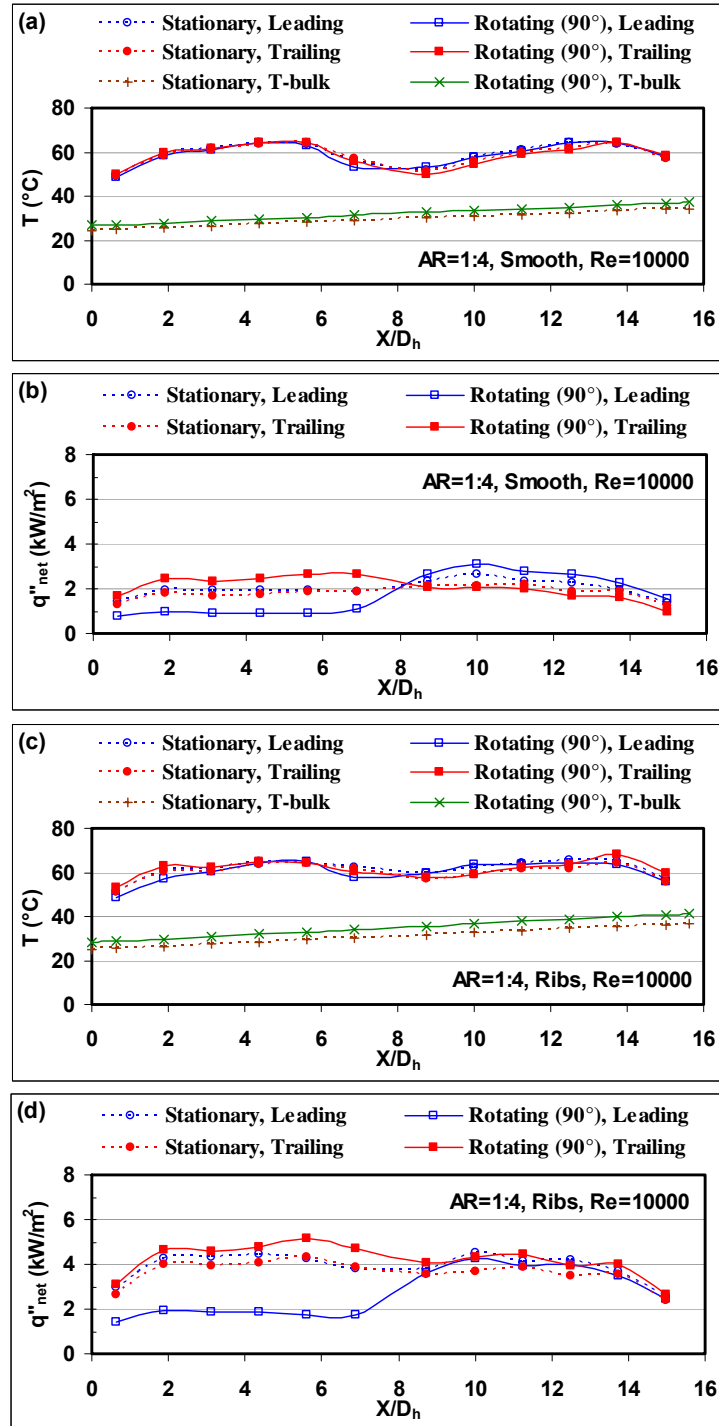 (a)
Stationary, Leading
Rotating (90°), Leading
Stationary, Trailing
Rotating (90°), Trailing
Stationary, T-bulk
Rotating (90°), T-bulk
80
60
40
20
0
T (°C)
AR=1:4, Smooth, Re=10000
0 2 4 6 8 10 12 14 16
X/Dh
(b)
Stationary, Leading
Rotating (90°), Leading
Stationary, Trailing
Rotating (90°), Trailing
8
6
4
2
0
q"net (kW/m²)
AR=1:4, Smooth, Re=10000
0 2 4 6 8 10 12 14 16
X/Dh
(c)
Stationary, Leading
Rotating (90°), Leading
Stationary, Trailing
Rotating (90°), Trailing
Stationary, T-bulk
Rotating (90°), T-bulk
80
60
40
20
0
T (°C)
AR=1:4, Ribs, Re=10000
0 2 4 6 8 10 12 14 16
X/Dh
(d)
Stationary, Leading
Rotating (90°), Leading
Stationary, Trailing
Rotating (90°), Trailing
8
6
4
2
0
q"net (kW/m²)
AR=1:4, Ribs, Re=10000
0 2 4 6 8 10 12 14 16
X/Dh